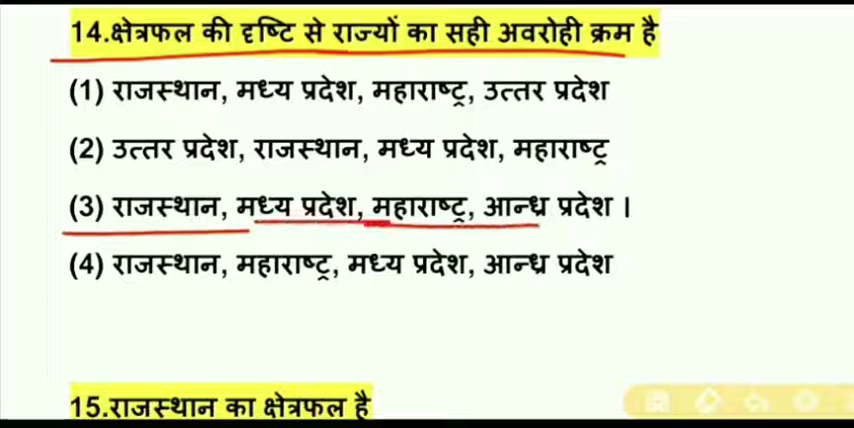 14.क्षेत्रफल की दृष्टि से राज्यों का सही अवरोही क्रम है
(1) राजस्थान, मध्य प्रदेश, महाराष्ट्र, उत्तर प्रदेश
(2) उत्तर प्रदेश, राजस्थान, मध्य प्रदेश, महाराष्ट्र
(3) राजस्थान, मध्य प्रदेश, महाराष्ट्र, आन्ध्र प्रदेश ।
(4) राजस्थान, महाराष्ट्र, मध्य प्रदेश, आन्ध्र प्रदेश
15.राजस्थान का क्षेत्रफल है